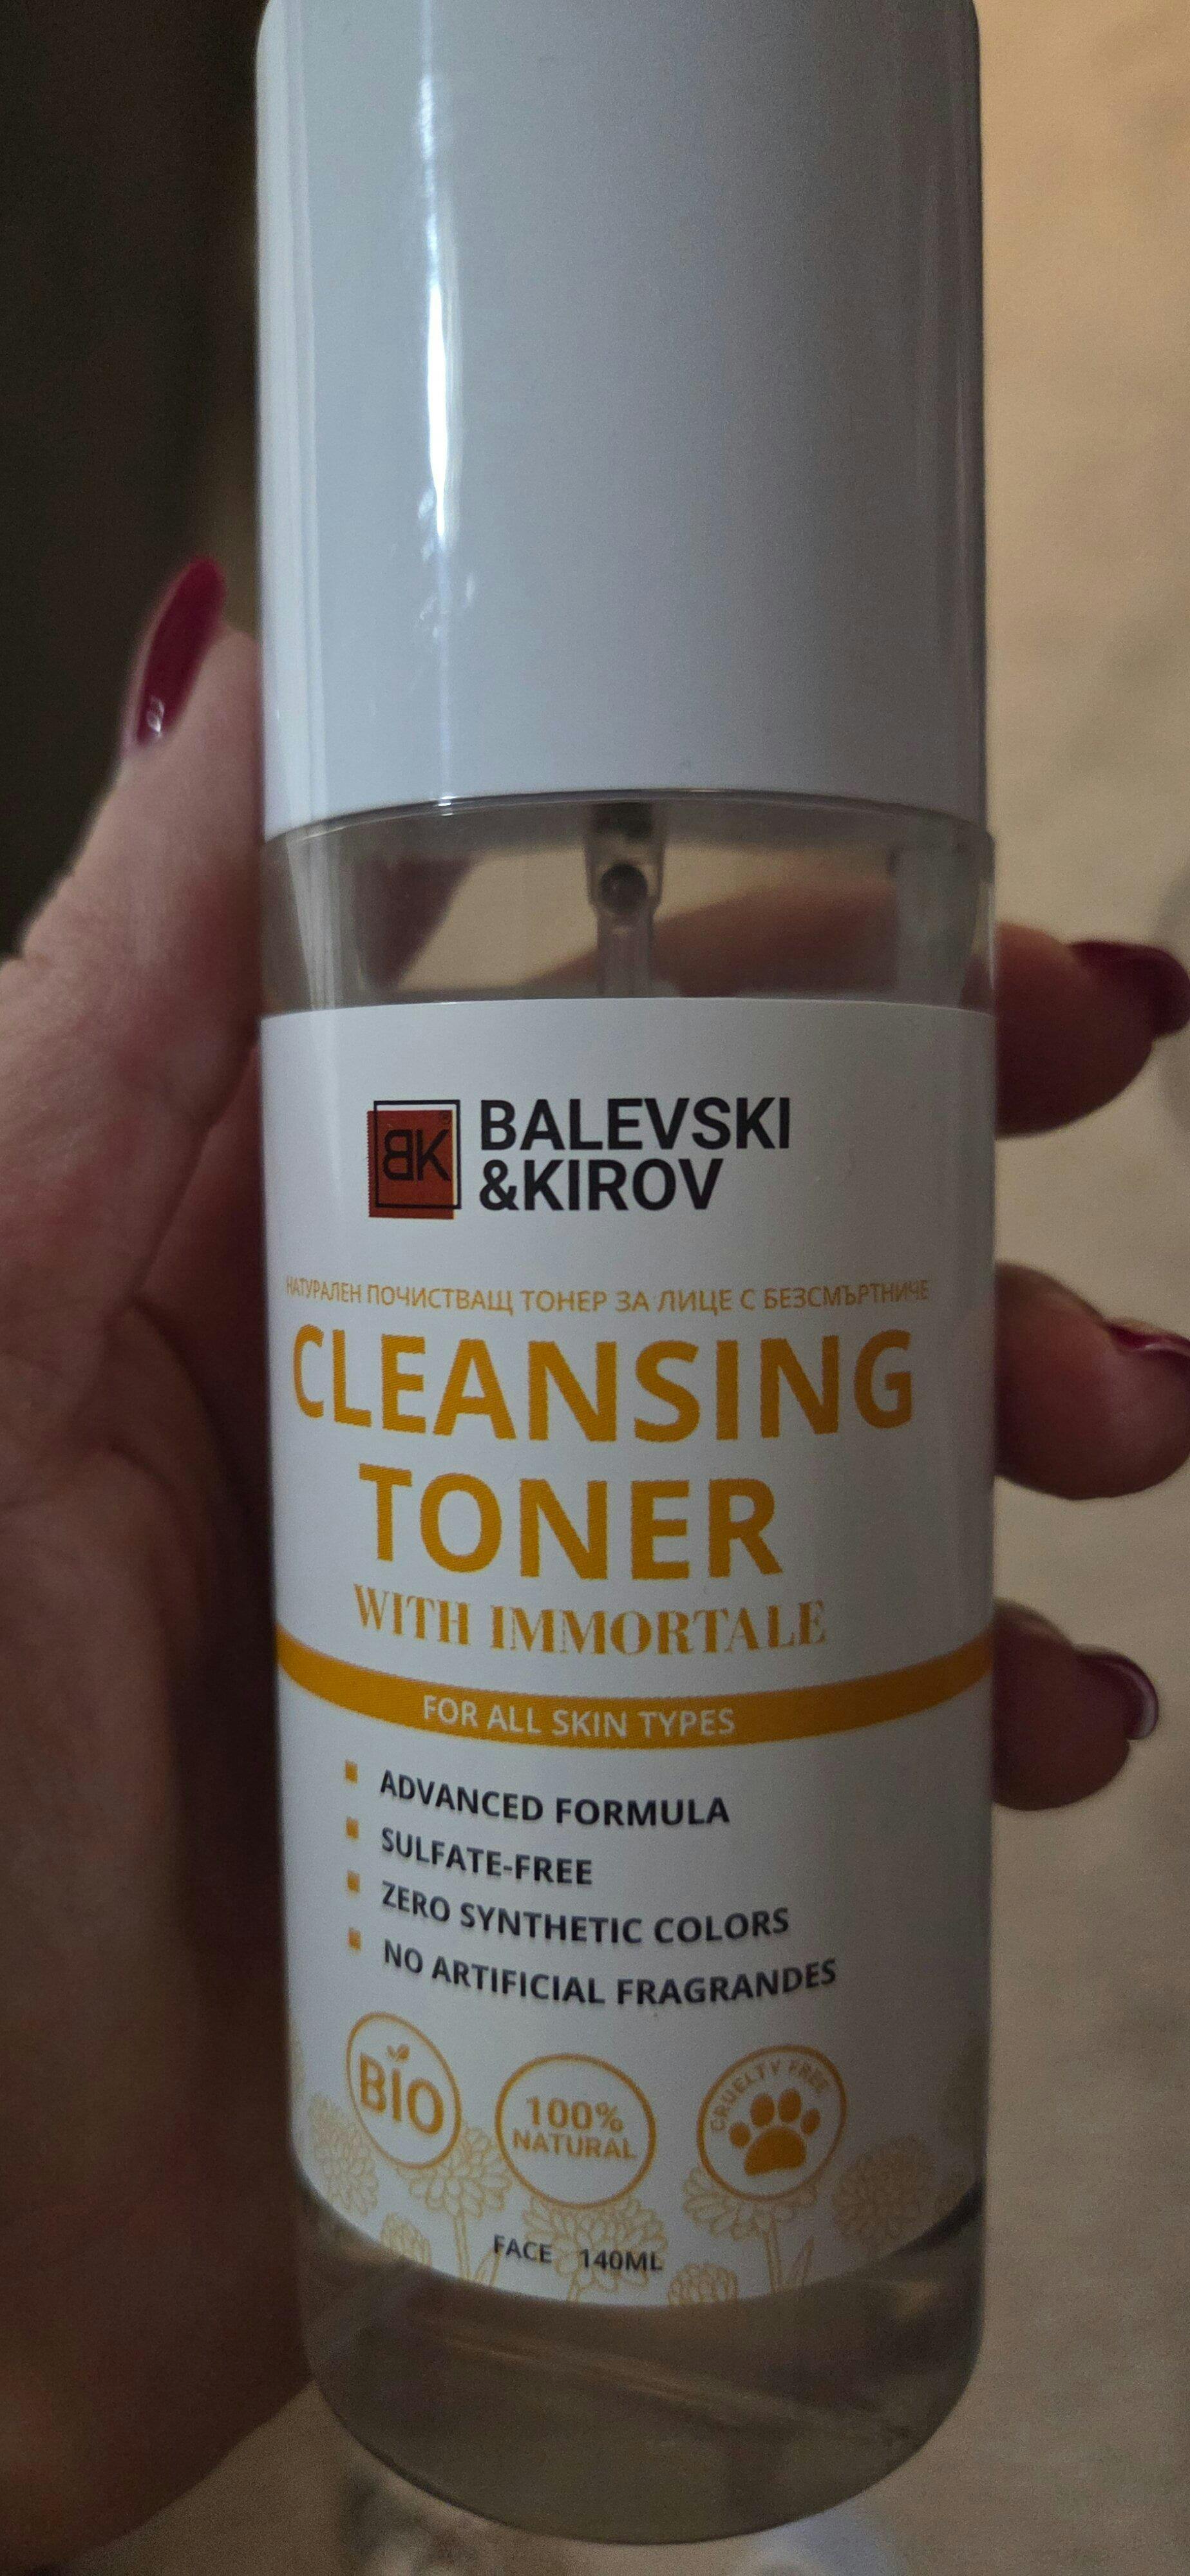 BK
BALEVSKI
&KIROV
НАТУРАЛЕН ПОЧИСТВАЩ ТОНЕР ЗА ЛИЦЕ С БЕЗСМЪРТНИЧЕ
CLEANSING
TONER
WITH IMMORTALE
FOR ALL SKIN TYPES
ADVANCED FORMULA
SULFATE-FREE
ZERO SYNTHETIC COLORS
NO ARTIFICIAL FRAGRANDES
BIO
100%
NATURAL
CRUELTY FREE
FACE 140ML